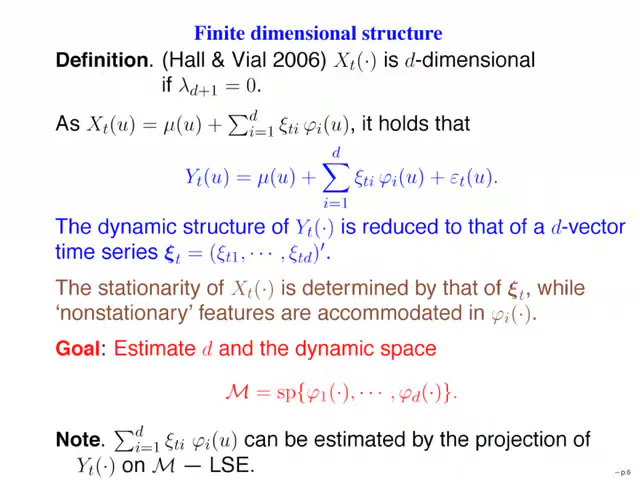 Finite dimensional structure
Definition. (Hall & Vial 2006) X_t(·) is d-dimensional
if λ_{d+1} = 0.
As X_t(u) = μ(u) + ∑_{i=1}^{d} ξ_{ti} φ_i(u), it holds that
Y_t(u) = μ(u) + ∑_{i=1}^{d} ξ_{ti} φ_i(u) + ε_t(u).
The dynamic structure of Y_t(·) is reduced to that of a d-vector
time series ξ_t = (ξ_{t1}, ··· , ξ_{td})′.
The stationarity of X_t(·) is determined by that of ξ_t, while
‘nonstationary’ features are accommodated in φ_i(·).
Goal: Estimate d and the dynamic space
M = sp{φ_1(·), ··· , φ_d(·)}.
Note. ∑_{i=1}^{d} ξ_{ti} φ_i(u) can be estimated by the projection of
Y_t(·) on M — LSE.
– p.6